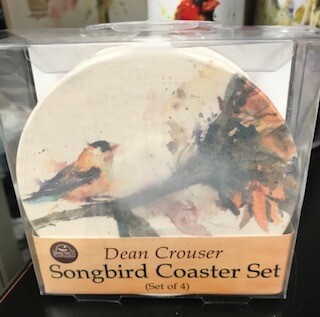 Dean Crouser
Songbird Coaster Set
(Set of 4)